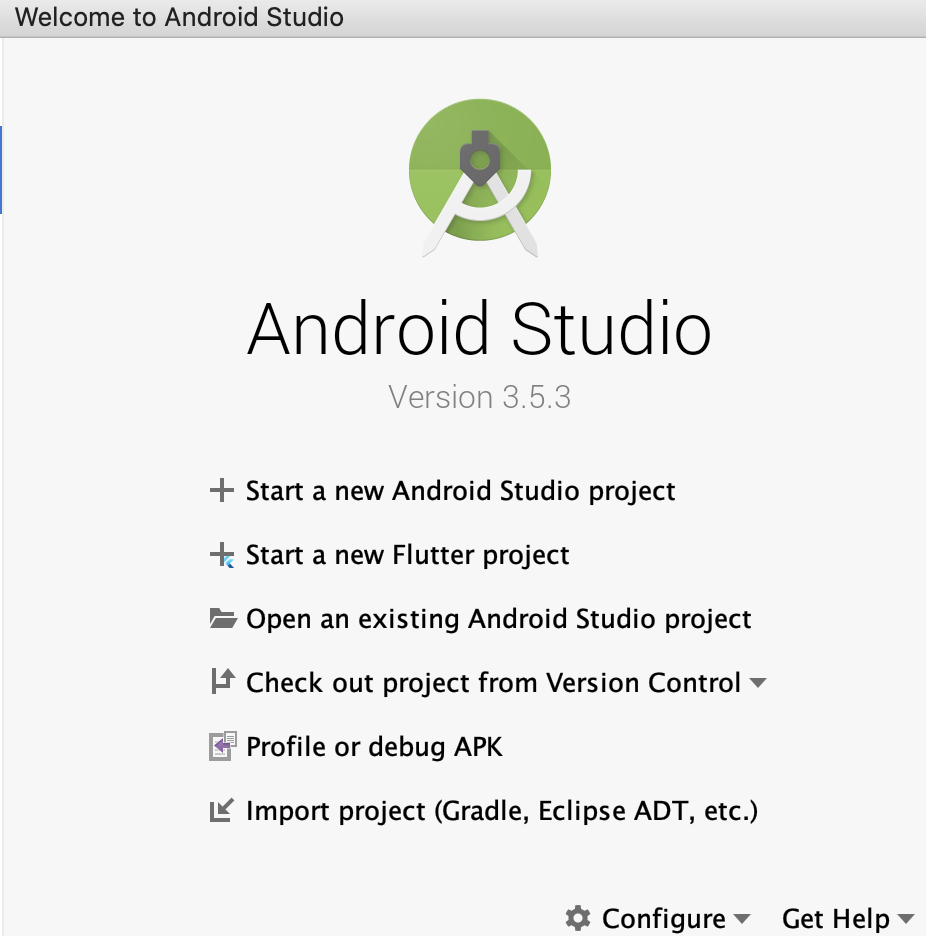 Welcome to Android Studio
Android Studio
Version 3.5.3
Start a new Android Studio project
Start a new Flutter project
Open an existing Android Studio project
Check out project from Version Control
Profile or debug APK
Import project (Gradle, Eclipse ADT, etc.)
Configure Get Help